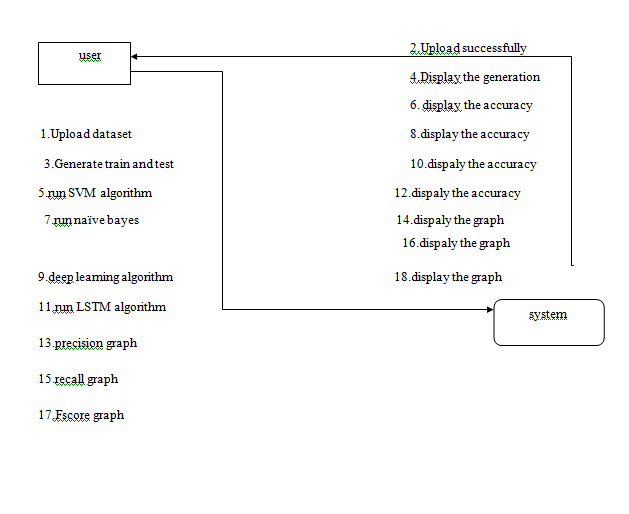 user
2.Upload successfully
4.Display the generation
6. display the accuracy
1.Upload dataset
8.display the accuracy
3.Generate train and test
10.dispaly the accuracy
5.run SVM algorithm
12.dispaly the accuracy
7.run naïve bayes
14.dispaly the graph
16.dispaly the graph
9.deep learning algorithm
18.display the graph
11.run LSTM algorithm
system
13.precision graph
15.recall graph
17.Fscore graph